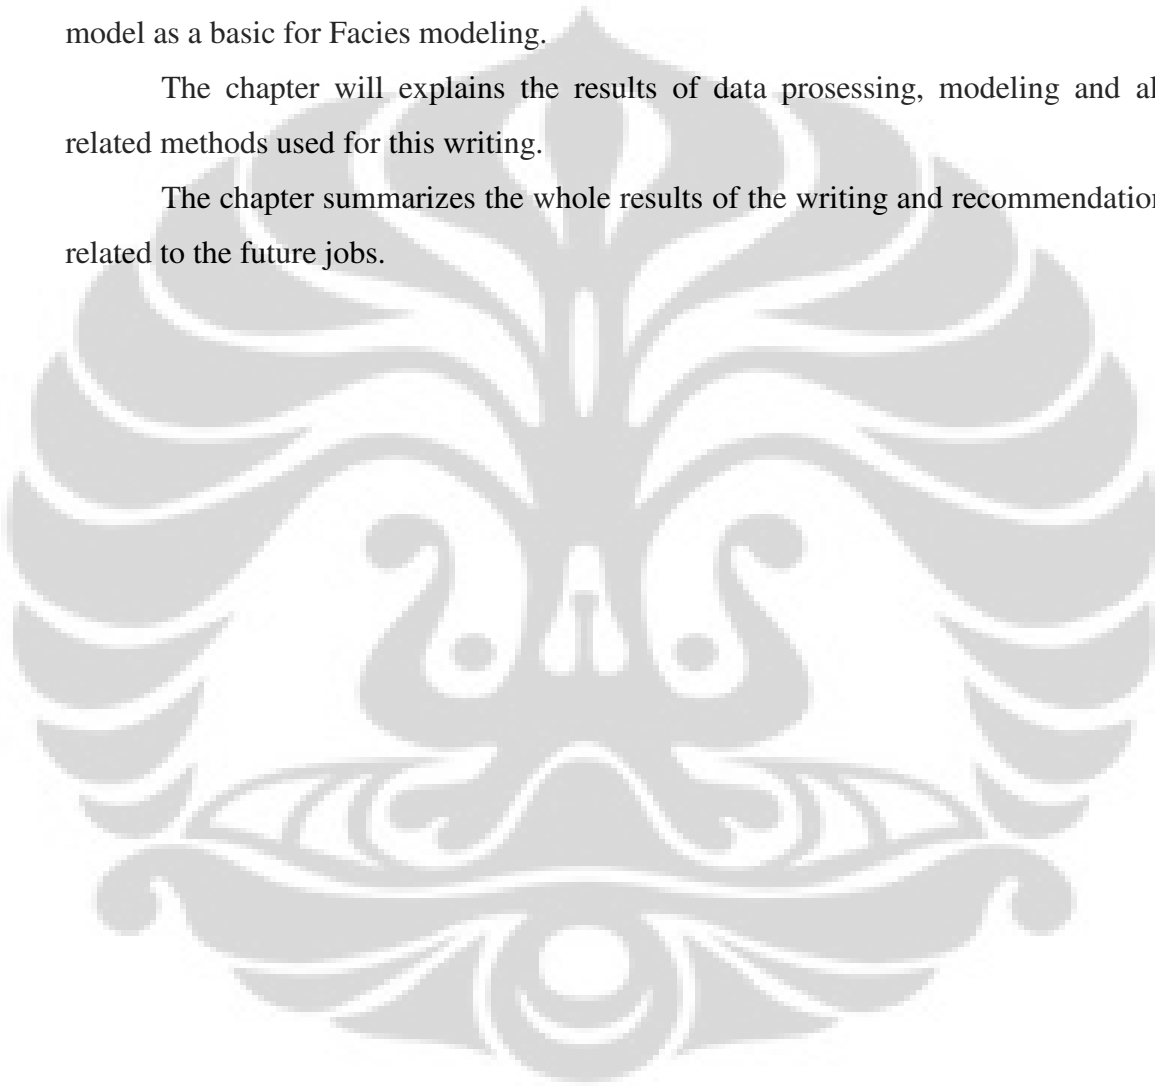 model as a basic for Facies modeling.
The chapter will explains the results of data prosessing, modeling and al
related methods used for this writing.
The chapter summarizes the whole results of the writing and recommendation
related to the future jobs.